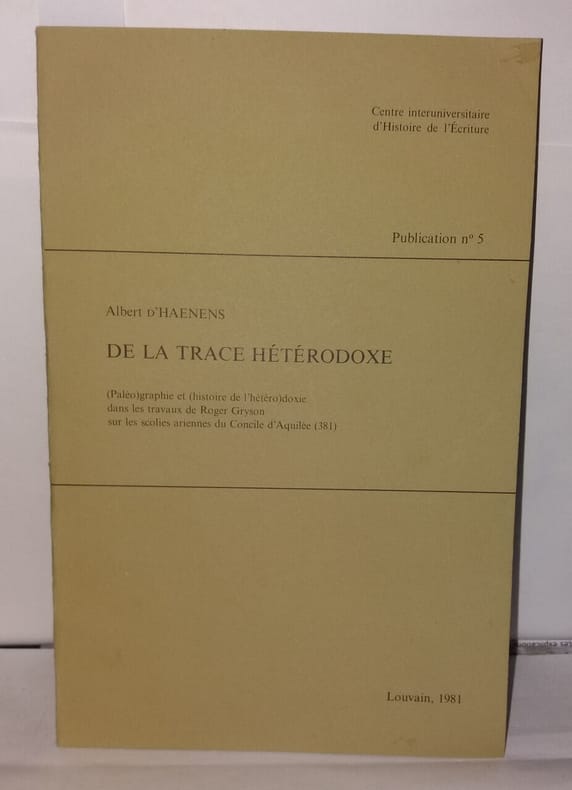 Centre interuniversitaire
d'Histoire de l'Écriture
Publication nº 5
Albert D'HAENENS
DE LA TRACE HÉTÉRODOXE
(Paléo)graphie et (histoire de l'hétéro)doxie
dans les travaux de Roger Gryson
sur les scolies ariennes du Concile d'Aquilée (381)
Louvain, 1981